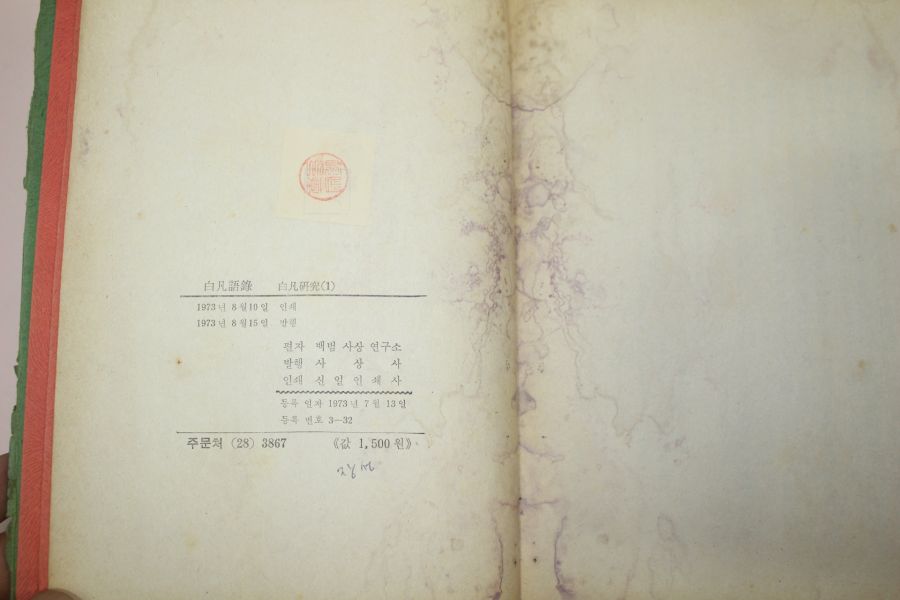 白凡語錄 白凡硏究(1)
1973년 8월10일 인쇄
1973년 8월15일 발행
편자 백범 사상 연구소
발행 사 상 사
인쇄 신 일 인 쇄 사
등록 일자 1973년 7월 13일
등록 번호 3—32
주문처 (28) 3867 《값 1,500원》